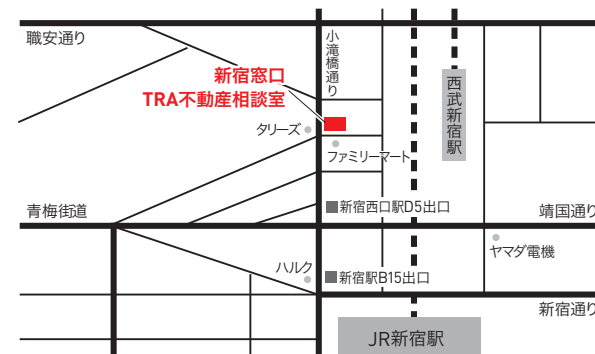 職安通り
小滝橋通り
新宿窓口
TRA不動産相談室
西武新宿駅
タリーズ
ファミリーマート
青梅街道
新宿西口駅D5出口
靖国通り
ヤマダ電機
ハルク
新宿駅B15出口
新宿通り
JR新宿駅